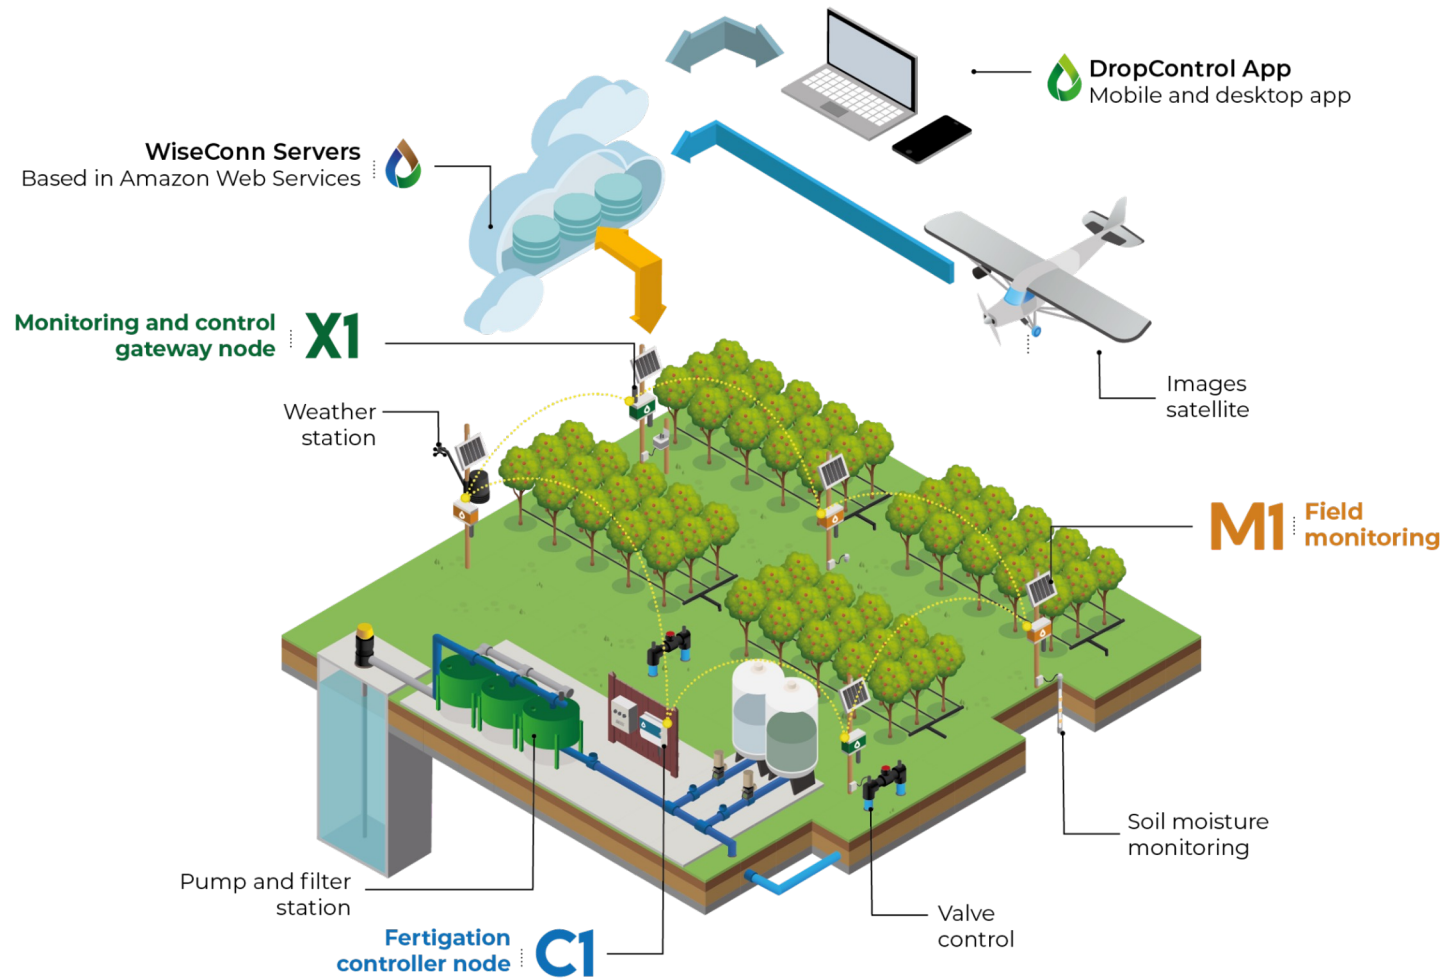 DropControl App
Mobile and desktop app
WiseConn Servers
Based in Amazon Web Services
Monitoring and control
gateway node
X1
Weather
station
Images
satellite
M1
Field
monitoring
Soil moisture
monitoring
Pump and filter
station
Valve
control
Fertigation
controller node
C1